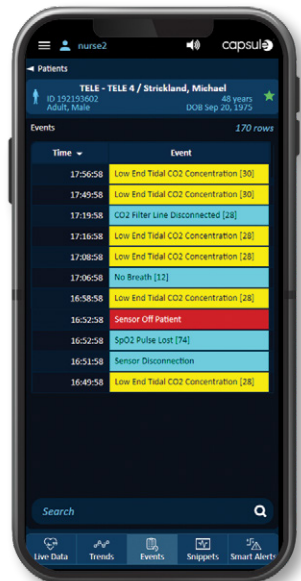 nurse2 capsule
Patients
TELE - TELE 4 / Strickland, Michael
ID 192193602 48 years
Adult, Male DOB Sep 20, 1975
Events 170 rows
Time Event
17:56:58 Low End Tidal CO2 Concentration [30]
17:49:58 Low End Tidal CO2 Concentration [30]
17:19:58 CO2 Filter Line Disconnected [28]
17:16:58 Low End Tidal CO2 Concentration [28]
17:08:58 Low End Tidal CO2 Concentration [28]
17:06:58 No Breath [12]
16:58:58 Low End Tidal CO2 Concentration [28]
16:52:58 Sensor Off Patient
16:52:58 SpO2 Pulse Lost [74]
16:51:58 Sensor Disconnection
16:49:58 Low End Tidal CO2 Concentration [28]
Search
Live Data Trends Events Snippets Smart Alerts